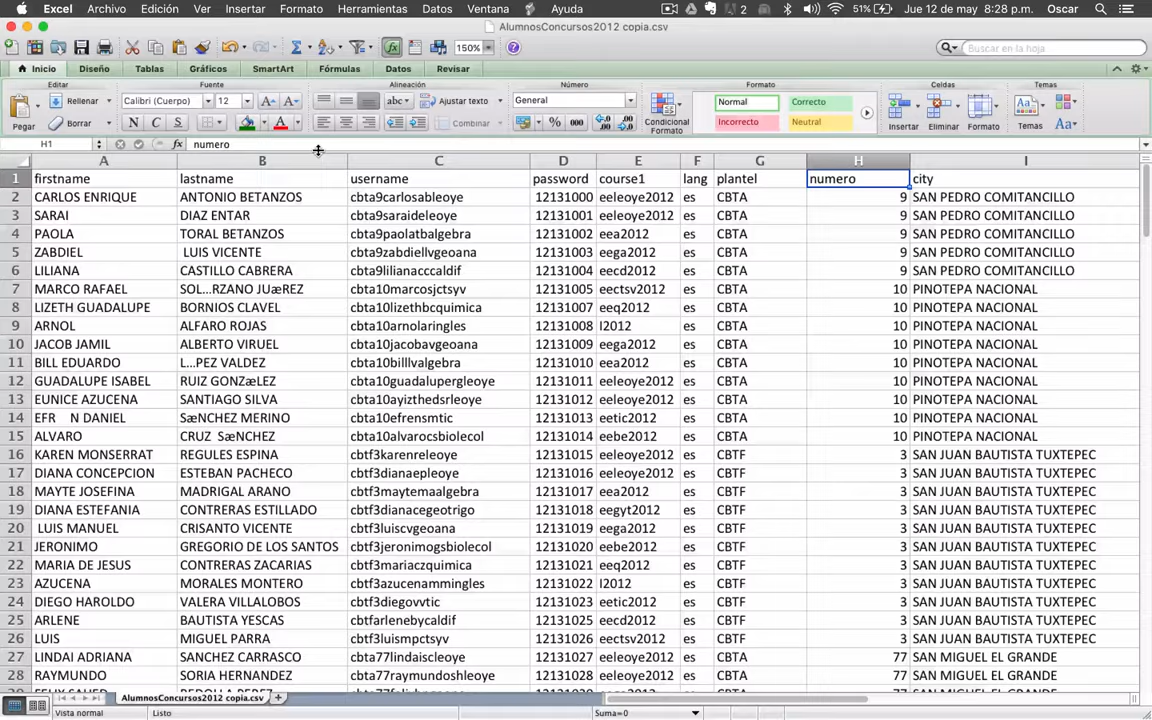 Excel Archivo Edición Ver Insertar Formato Herramientas Datos Ventana Ayuda 2 51% Jue 12 de may 8:28 p.m. Oscar
AlumnosConcursos2012 copia.csv
150% Buscar en la hoja
Inicio Diseño Tablas Gráficos SmartArt Fórmulas Datos Revisar
Editar Fuente Alineación Número Formato Celdas Temas
Pegar Rellenar Calibri (Cuerpo) 12 A A abc Ajustar texto General Condicional Formato Normal Correcto Insertar Eliminar Formato Temas Aa
Borrar N C S A Combinar % 000 Incorrecto Neutral
H1 fx numero
A B C D E F G H I
1 firstname lastname username password course1 lang plantel numero city
2 CARLOS ENRIQUE ANTONIO BETANZOS cbta9carlosableoye 12131000 eeleoye2012 es CBTA 9 SAN PEDRO COMITANCILLO
3 SARAI DIAZ ENTAR cbta9saraideleoye 12131001 eeleoye2012 es CBTA 9 SAN PEDRO COMITANCILLO
4 PAOLA TORAL BETANZOS cbta9paolatbalgebra 12131002 eea2012 es CBTA 9 SAN PEDRO COMITANCILLO
5 ZABDIEL LUIS VICENTE cbta9zabdiellvgeoana 12131003 eega2012 es CBTA 9 SAN PEDRO COMITANCILLO
6 LILIANA CASTILLO CABRERA cbta9lilianacccaldif 12131004 eecd2012 es CBTA 9 SAN PEDRO COMITANCILLO
7 MARCO RAFAEL SOL...RZANO JUæREZ cbta10marcosjctsyv 12131005 eectsv2012 es CBTA 10 PINOTEPA NACIONAL
8 LIZETH GUADALUPE BORNIOS CLAVEL cbta10lizethbcquimica 12131007 eeq2012 es CBTA 10 PINOTEPA NACIONAL
9 ARNOL ALFARO ROJAS cbta10arnolaringles 12131008 I2012 es CBTA 10 PINOTEPA NACIONAL
10 JACOB JAMIL ALBERTO VIRUEL cbta10jacobavgeoana 12131009 eega2012 es CBTA 10 PINOTEPA NACIONAL
11 BILL EDUARDO L...PEZ VALDEZ cbta10billlvalgebra 12131010 eea2012 es CBTA 10 PINOTEPA NACIONAL
12 GUADALUPE ISABEL RUIZ GONZæLEZ cbta10guadalupergleoye 12131011 eeleoye2012 es CBTA 10 PINOTEPA NACIONAL
13 EUNICE AZUCENA SANTIAGO SILVA cbta10ayizthedsrleoye 12131012 eeleoye2012 es CBTA 10 PINOTEPA NACIONAL
14 EFR N DANIEL SæNCHEZ MERINO cbta10efrensmtic 12131013 eetic2012 es CBTA 10 PINOTEPA NACIONAL
15 ALVARO CRUZ SæNCHEZ cbta10alvarocsbiolecol 12131014 eebe2012 es CBTA 10 PINOTEPA NACIONAL
16 KAREN MONSERRAT REGULES ESPINA cbtf3karenreleoye 12131015 eeleoye2012 es CBTF 3 SAN JUAN BAUTISTA TUXTEPEC
17 DIANA CONCEPCION ESTEBAN PACHECO cbtf3dianaepleoye 12131016 eeleoye2012 es CBTF 3 SAN JUAN BAUTISTA TUXTEPEC
18 MAYTE JOSEFINA MADRIGAL ARANO cbtf3maytemaalgebra 12131017 eea2012 es CBTF 3 SAN JUAN BAUTISTA TUXTEPEC
19 DIANA ESTEFANIA CONTRERAS ESTILLADO cbtf3dianacegeotrigo 12131018 eegyt2012 es CBTF 3 SAN JUAN BAUTISTA TUXTEPEC
20 LUIS MANUEL CRISANTO VICENTE cbtf3luiscvgeoana 12131019 eega2012 es CBTF 3 SAN JUAN BAUTISTA TUXTEPEC
21 JERONIMO GREGORIO DE LOS SANTOS cbtf3jeronimogsbiolecol 12131020 eebe2012 es CBTF 3 SAN JUAN BAUTISTA TUXTEPEC
22 MARIA DE JESUS CONTRERAS ZACARIAS cbtf3mariaczquimica 12131021 eeq2012 es CBTF 3 SAN JUAN BAUTISTA TUXTEPEC
23 AZUCENA MORALES MONTERO cbtf3azucenammingles 12131022 I2012 es CBTF 3 SAN JUAN BAUTISTA TUXTEPEC
24 DIEGO HAROLDO VALERA VILLALOBOS cbtf3diegovvtic 12131023 eetic2012 es CBTF 3 SAN JUAN BAUTISTA TUXTEPEC
25 ARLENE BAUTISTA YESCAS cbtfarlenebycaldif 12131025 eecd2012 es CBTF 3 SAN JUAN BAUTISTA TUXTEPEC
26 LUIS MIGUEL PARRA cbtf3luismpctsyv 12131026 eectsv2012 es CBTF 3 SAN JUAN BAUTISTA TUXTEPEC
27 LINDAI ADRIANA SANCHEZ CARRASCO cbta77lindaiscleoye 12131027 eeleoye2012 es CBTA 77 SAN MIGUEL EL GRANDE
28 RAYMUNDO SORIA HERNANDEZ cbta77raymundoshleoye 12131028 eeleoye2012 es CBTA 77 SAN MIGUEL EL GRANDE
AlumnosConcursos2012 copia.csv
Vista normal Listo Suma=0